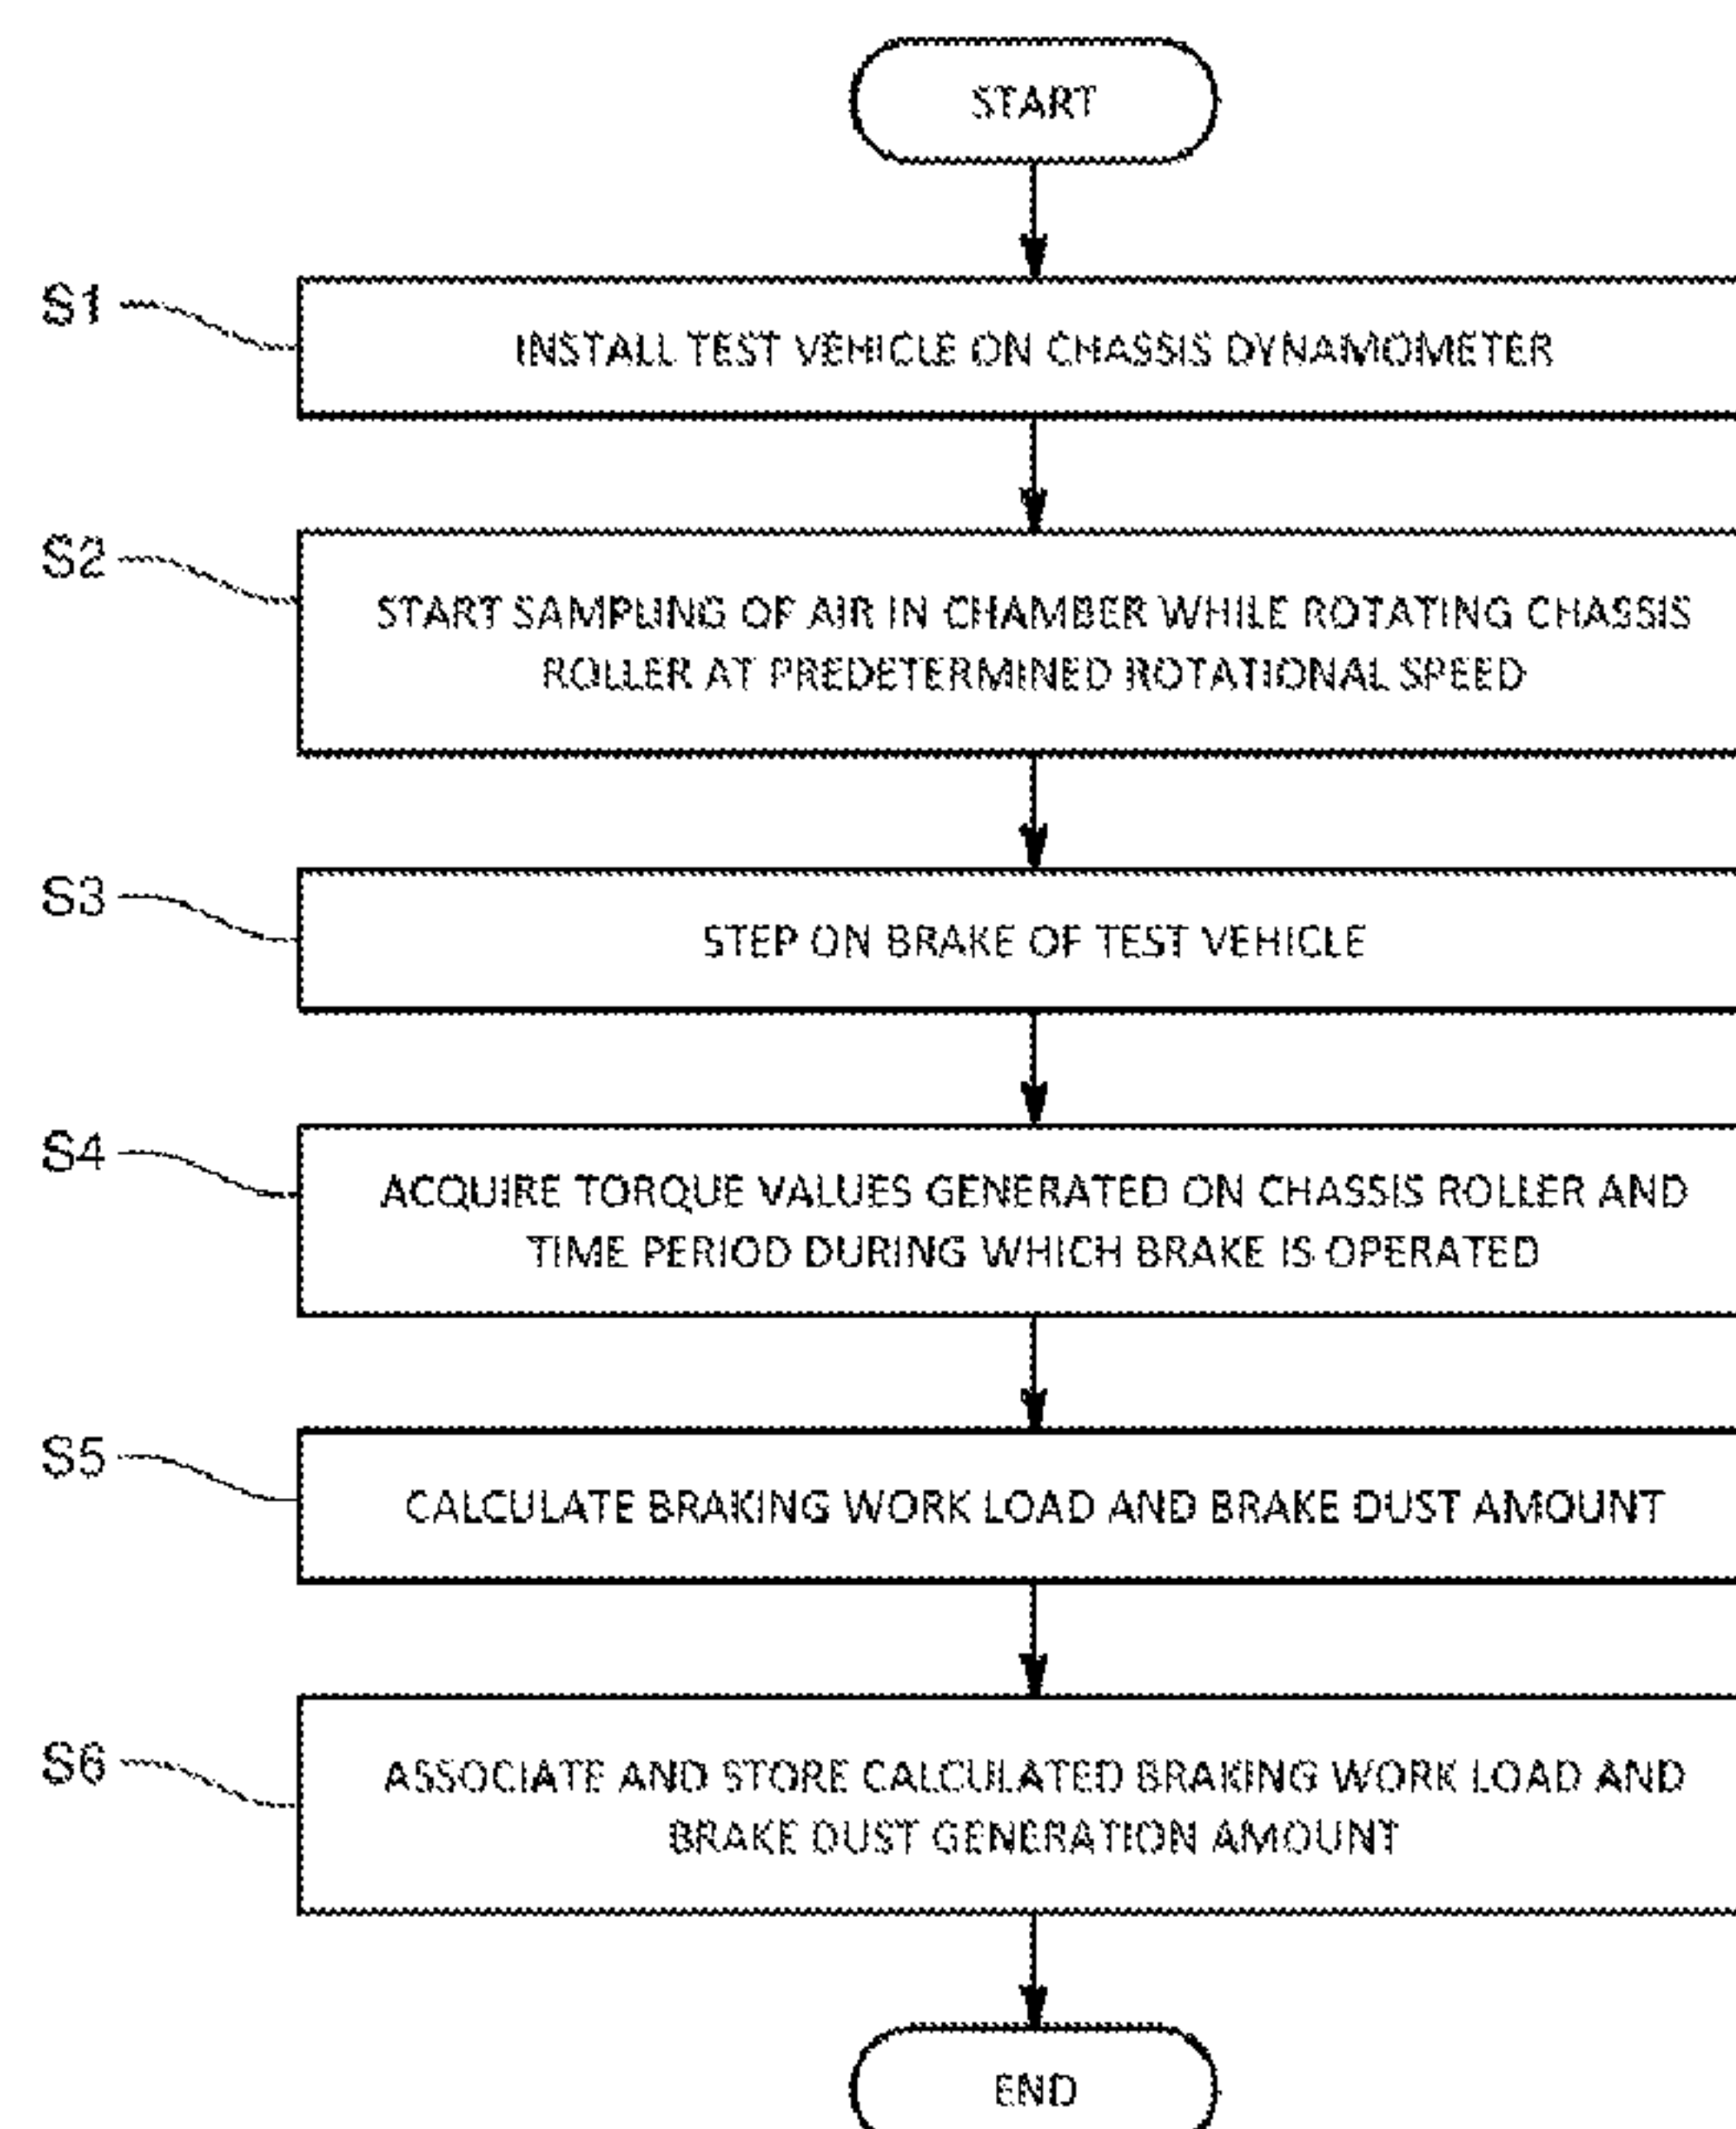 START
S1
INSTALL TEST VEHICLE ON CHASSIS DYNAMOMETER
S2
START SAMPLING OF AIR IN CHAMBER WHILE ROTATING CHASSIS
ROLLER AT PREDETERMINED ROTATIONAL SPEED
S3
STEP ON BRAKE OF TEST VEHICLE
S4
ACQUIRE TORQUE VALUES GENERATED ON CHASSIS ROLLER AND
TIME PERIOD DURING WHICH BRAKE IS OPERATED
S5
CALCULATE BRAKING WORK LOAD AND BRAKE DUST AMOUNT
S6
ASSOCIATE AND STORE CALCULATED BRAKING WORK LOAD AND
BRAKE DUST GENERATION AMOUNT
END